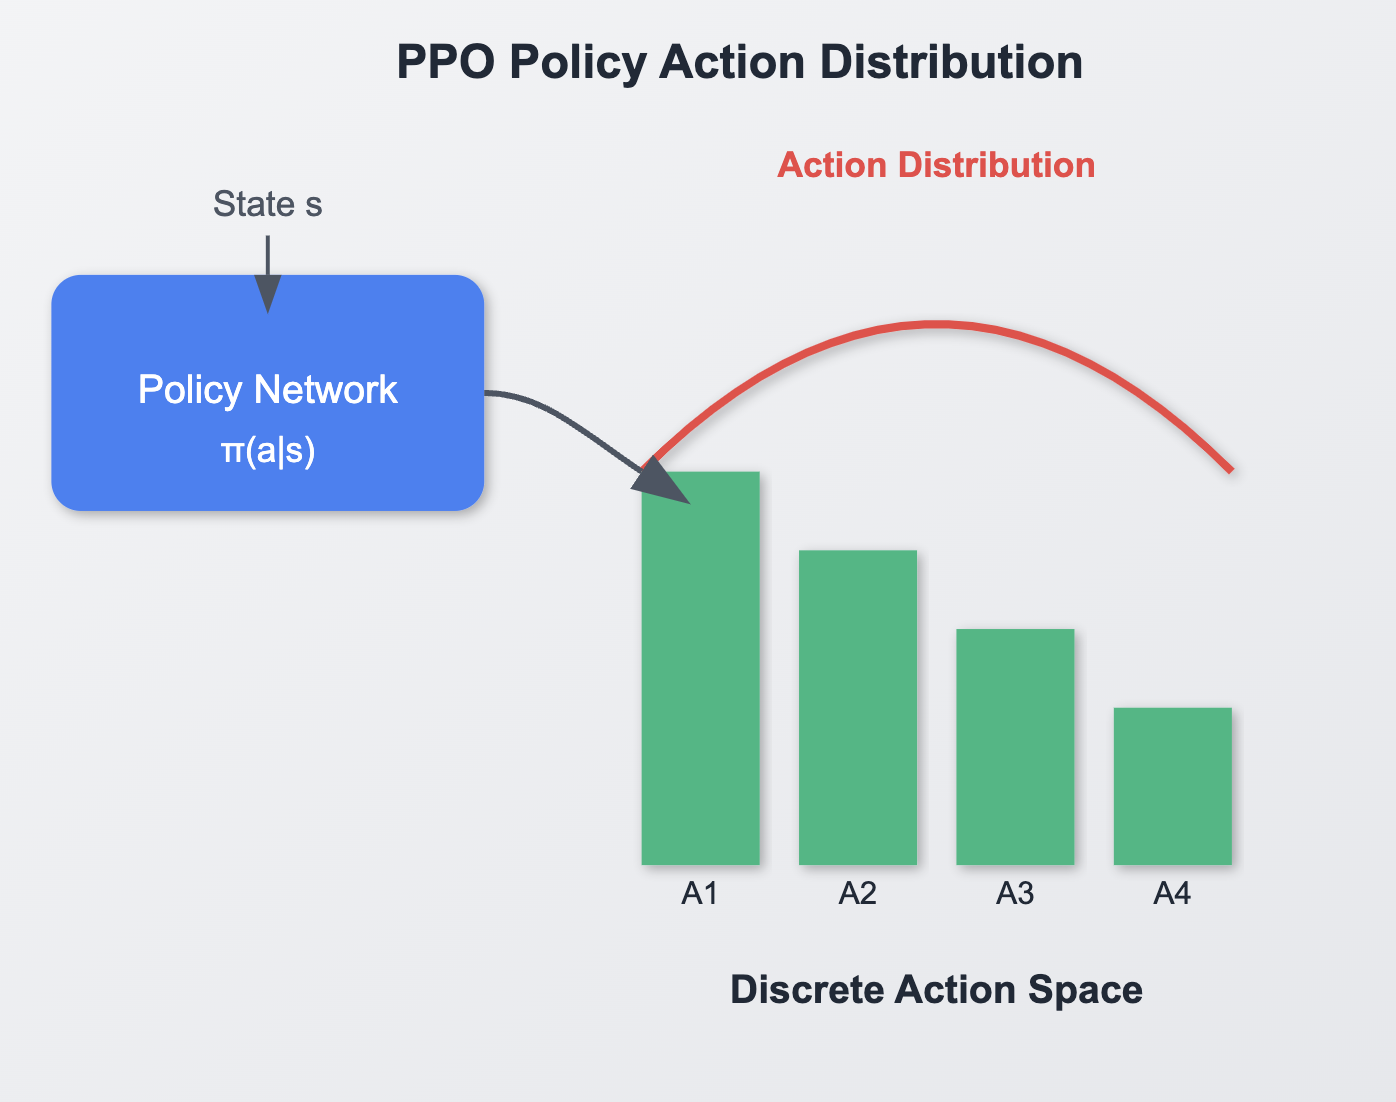 PPO Policy Action Distribution
Action Distribution
State s
Policy Network
π(a|s)
A1
A2
A3
A4
Discrete Action Space